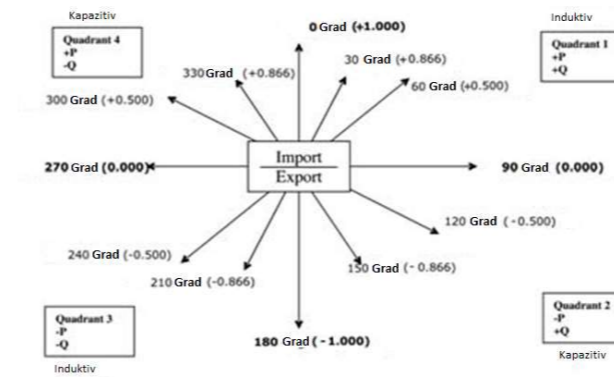 Kapazitiv
Quadrant 4
+P
-Q
0 Grad (+1.000)
Induktiv
Quadrant 1
+P
+Q
330 Grad (+0.866)
30 Grad (+0.866)
300 Grad (+0.500)
60 Grad (+0.500)
270 Grad (0.000)
Import
Export
90 Grad (0.000)
120 Grad (-0.500)
240 Grad (-0.500)
150 Grad (-0.866)
210 Grad (-0.866)
Quadrant 3
-P
-Q
Induktiv
180 Grad (-1.000)
Quadrant 2
-P
+Q
Kapazitiv